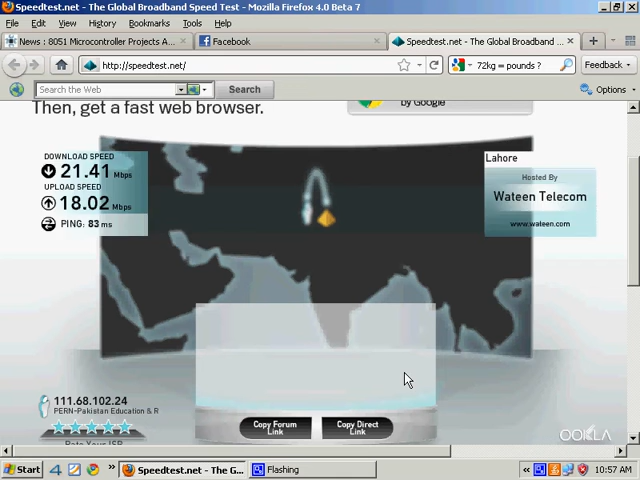 Speedtest.net - The Global Broadband Speed Test - Mozilla Firefox 4.0 Beta 7
File Edit View History Bookmarks Tools Help
News : 8051 Microcontroller Projects A...
Facebook
Speedtest.net - The Global Broadband ...
http://speedtest.net/
72kg = pounds ?
Feedback
Search the Web
Search
Options
Then, get a fast web browser.
by Google
DOWNLOAD SPEED
21.41 Mbps
UPLOAD SPEED
18.02 Mbps
PING: 83 ms
Lahore
Hosted By
Wateen Telecom
www.wateen.com
111.68.102.24
PERN-Pakistan Education & R
Rate Your ISP
Copy Forum
Link
Copy Direct
Link
OOKLA
Start
Speedtest.net - The G...
Flashing
10:57 AM